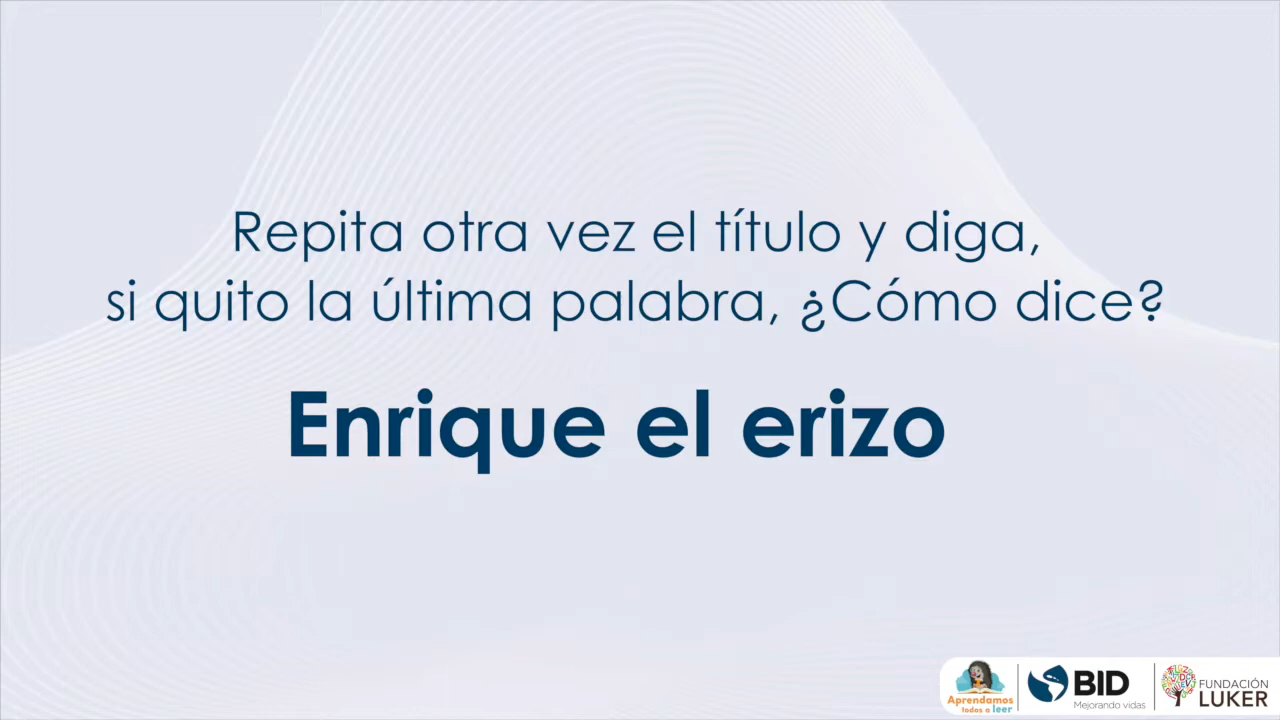 Repita otra vez el título y diga,
si quito la última palabra, ¿Cómo dice?
Enrique el erizo
Aprendamos
todos a leer
BID
Mejorando vidas
FUNDACIÓN
LUKER